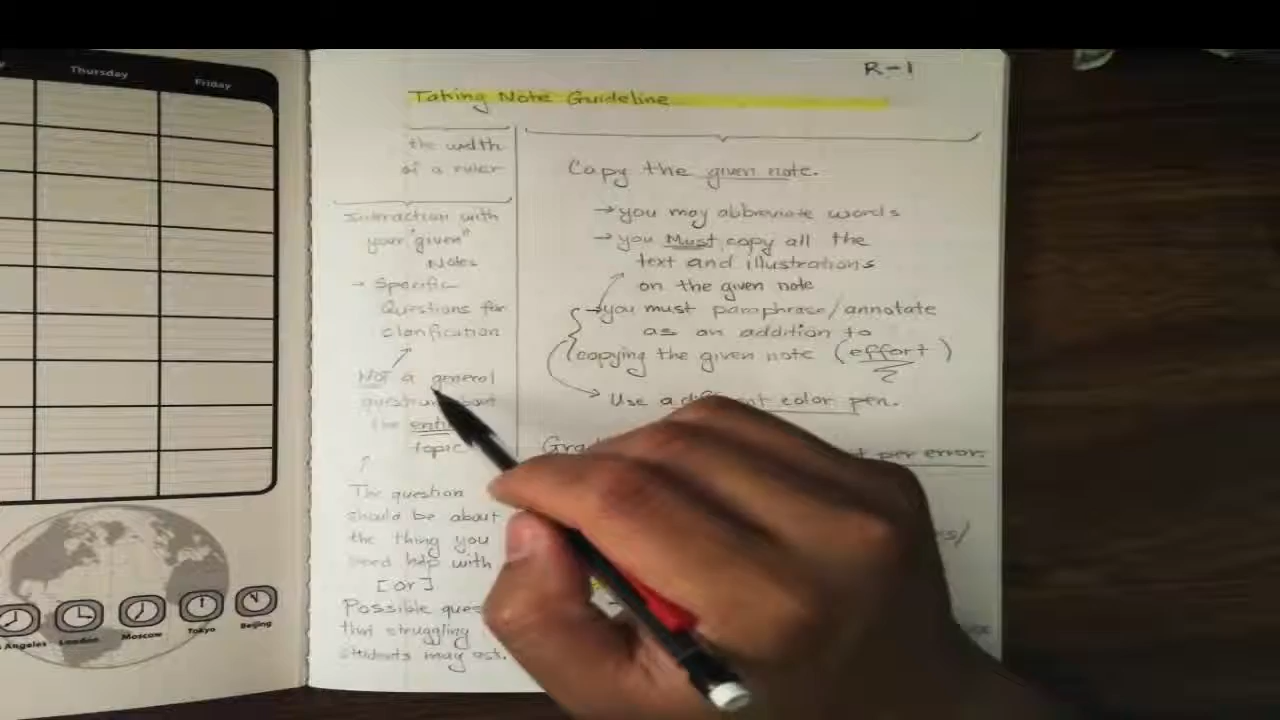 Thursday
Friday
R-1
Taking Note Guideline
the width
of a ruler
Interaction with
your "given"
Notes
→ Specific
Questions for
clarification
Not a general
question about
the enti
topic
The question
should be about
the thing you
need help with
[or]
Possible ques
that struggling
students may ask.
Copy the given note.
→ you may abbreviate words
→ you Must copy all the
text and illustrations
on the given note
→ you must paraphrase/annotate
as an addition to
copying the given note (effort)
→ Use a different color pen.
Grad
per error.
Angeles
London
Moscow
Tokyo
Beijing